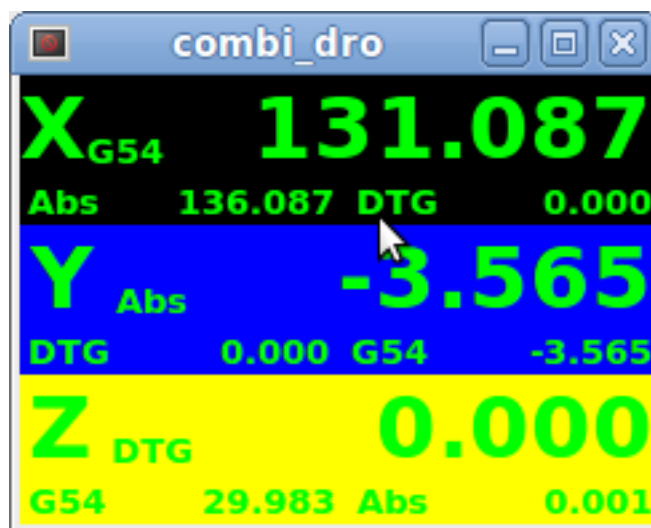 combi_dro
X G54 131.087
Abs 136.087 DTG 0.000
Y Abs -3.565
DTG 0.000 G54 -3.565
Z DTG 0.000
G54 29.983 Abs 0.001